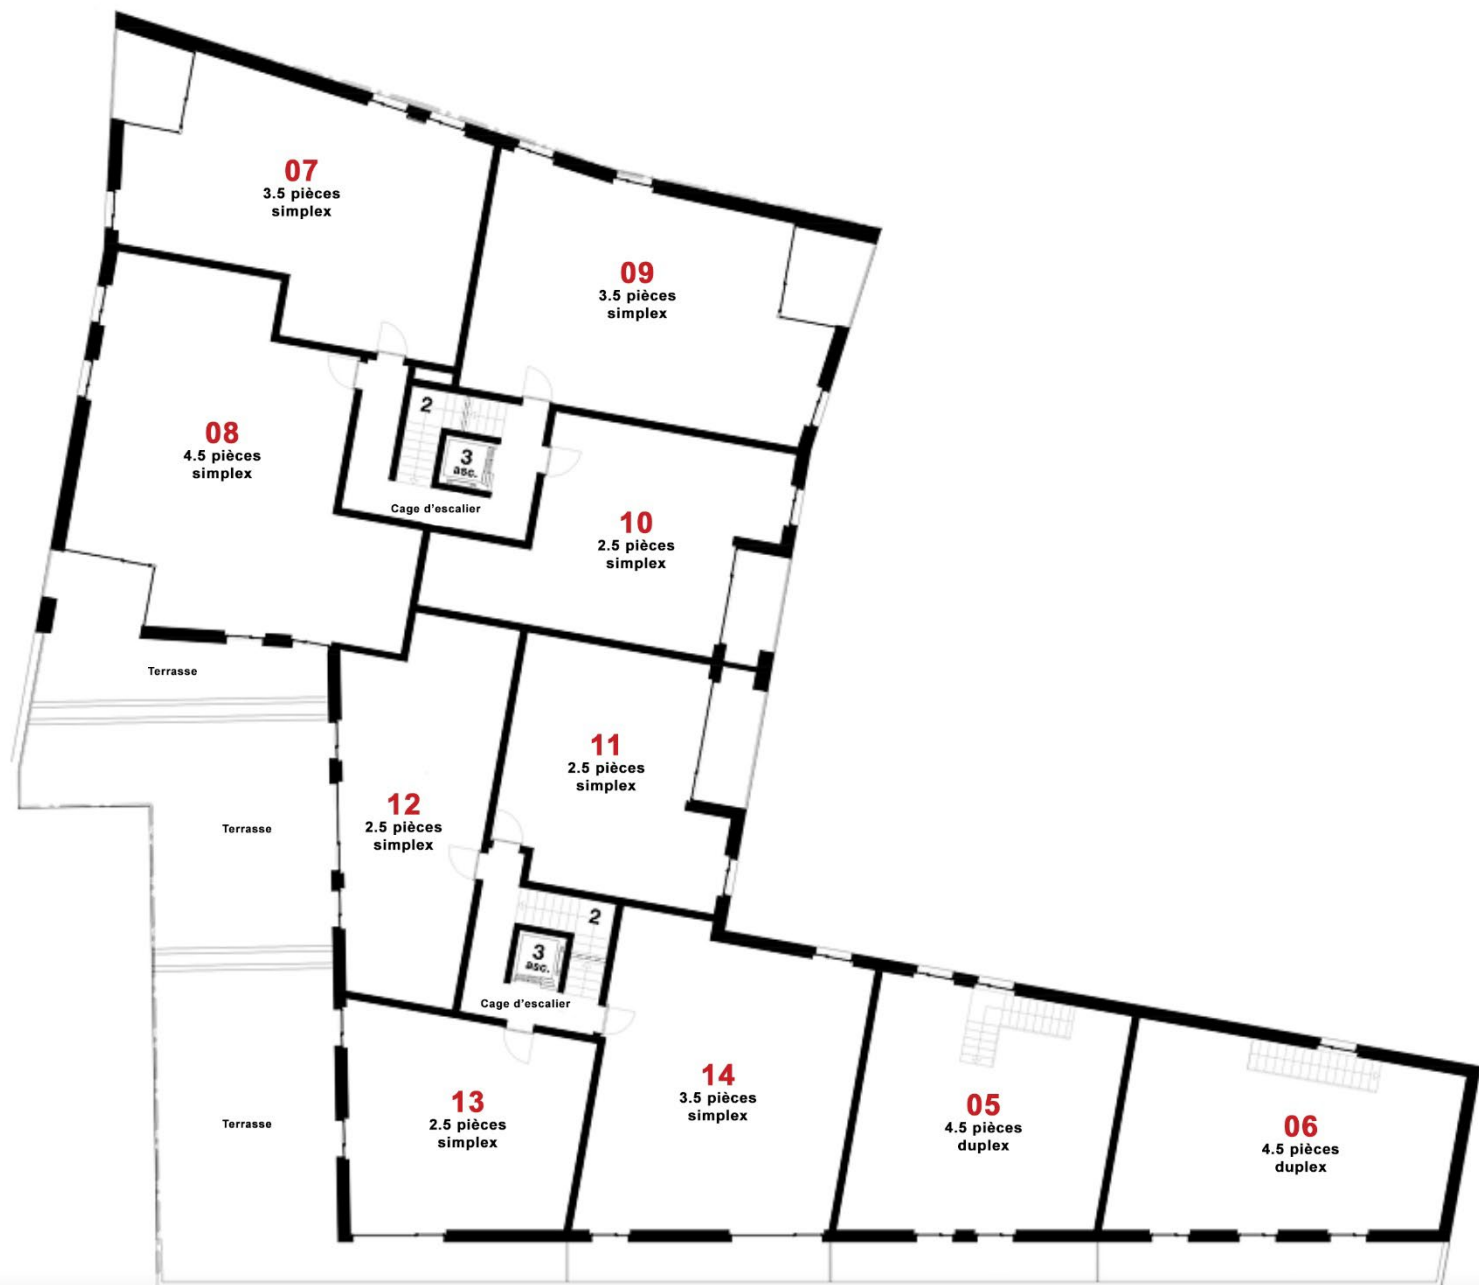 07
3.5 pièces
simplex
09
3.5 pièces
simplex
08
4.5 pièces
simplex
2
3
asc.
Cage d'escalier
10
2.5 pièces
simplex
Terrasse
11
2.5 pièces
simplex
12
2.5 pièces
simplex
Terrasse
2
3
asc.
Cage d'escalier
13
2.5 pièces
simplex
14
3.5 pièces
simplex
05
4.5 pièces
duplex
06
4.5 pièces
duplex
Terrasse